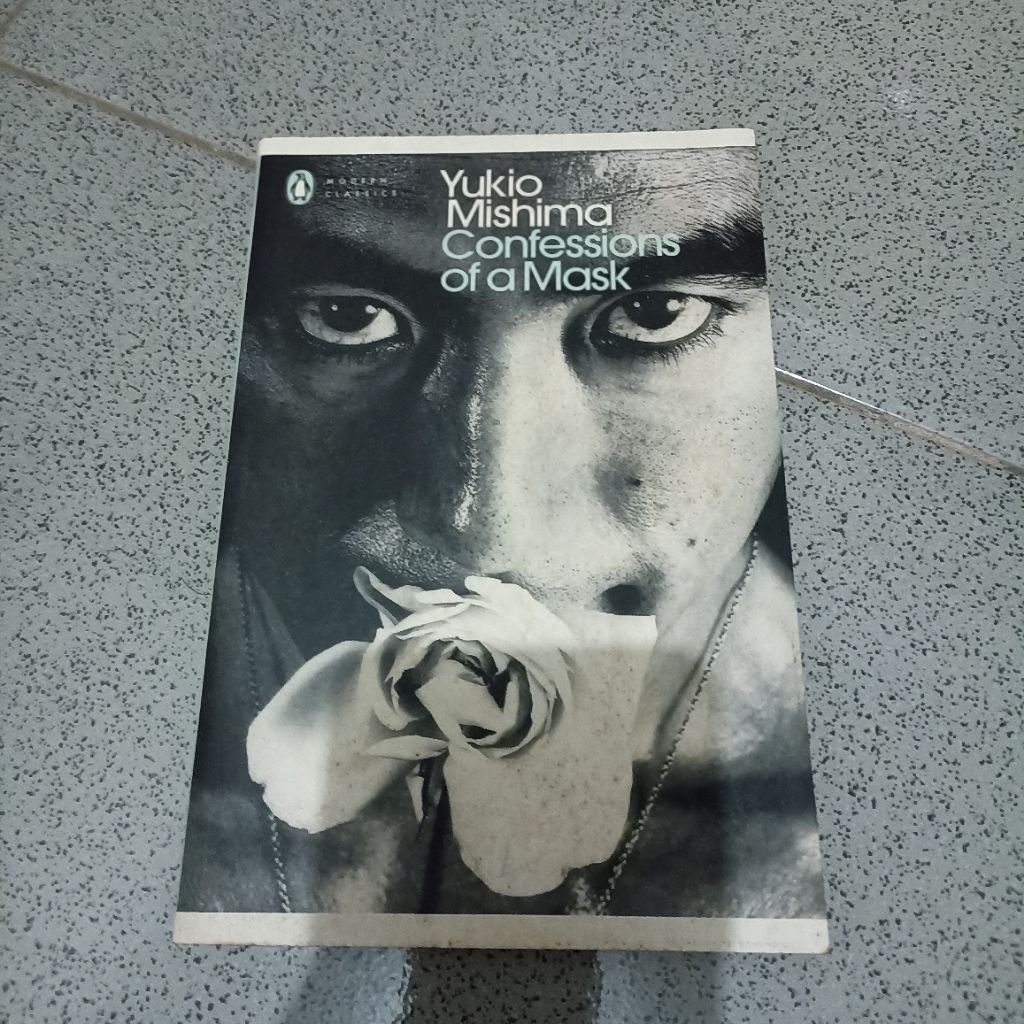 MODERN
CLASSICS
Yukio
Mishima
Confessions
of a Mask